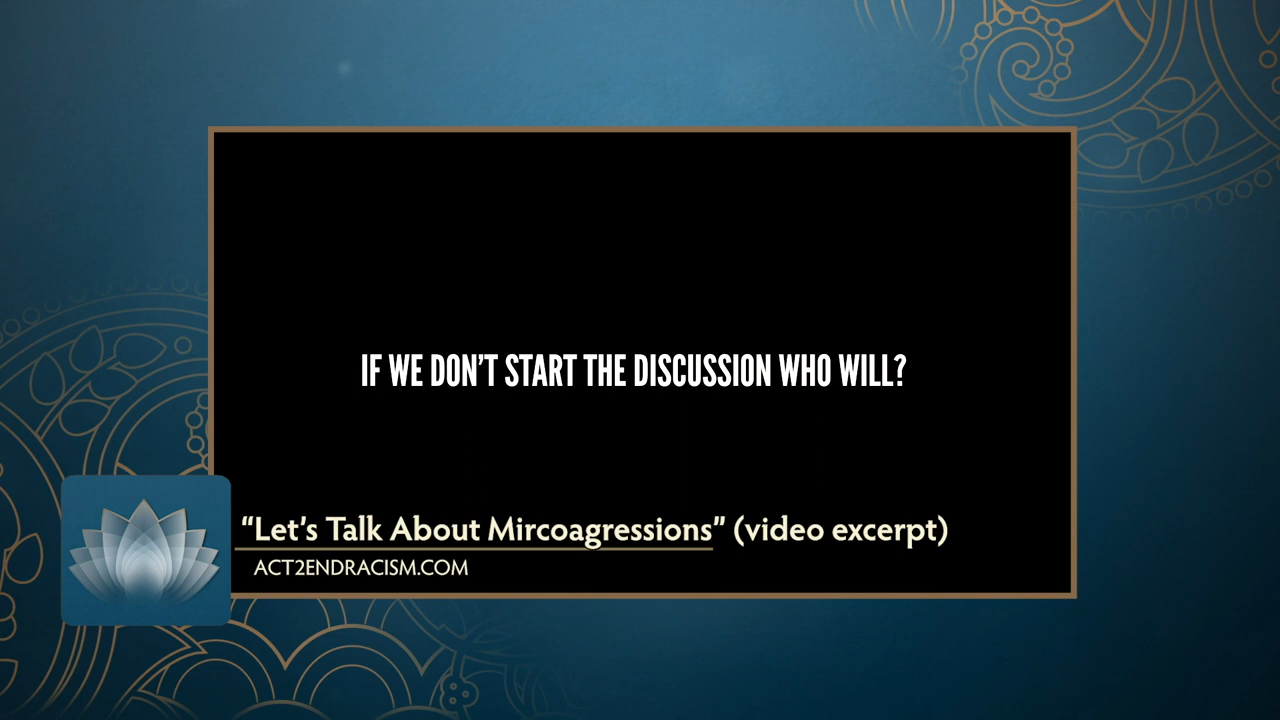 IF WE DON'T START THE DISCUSSION WHO WILL?
“Let's Talk About Mircoagressions” (video excerpt)
ACT2ENDRACISM.COM